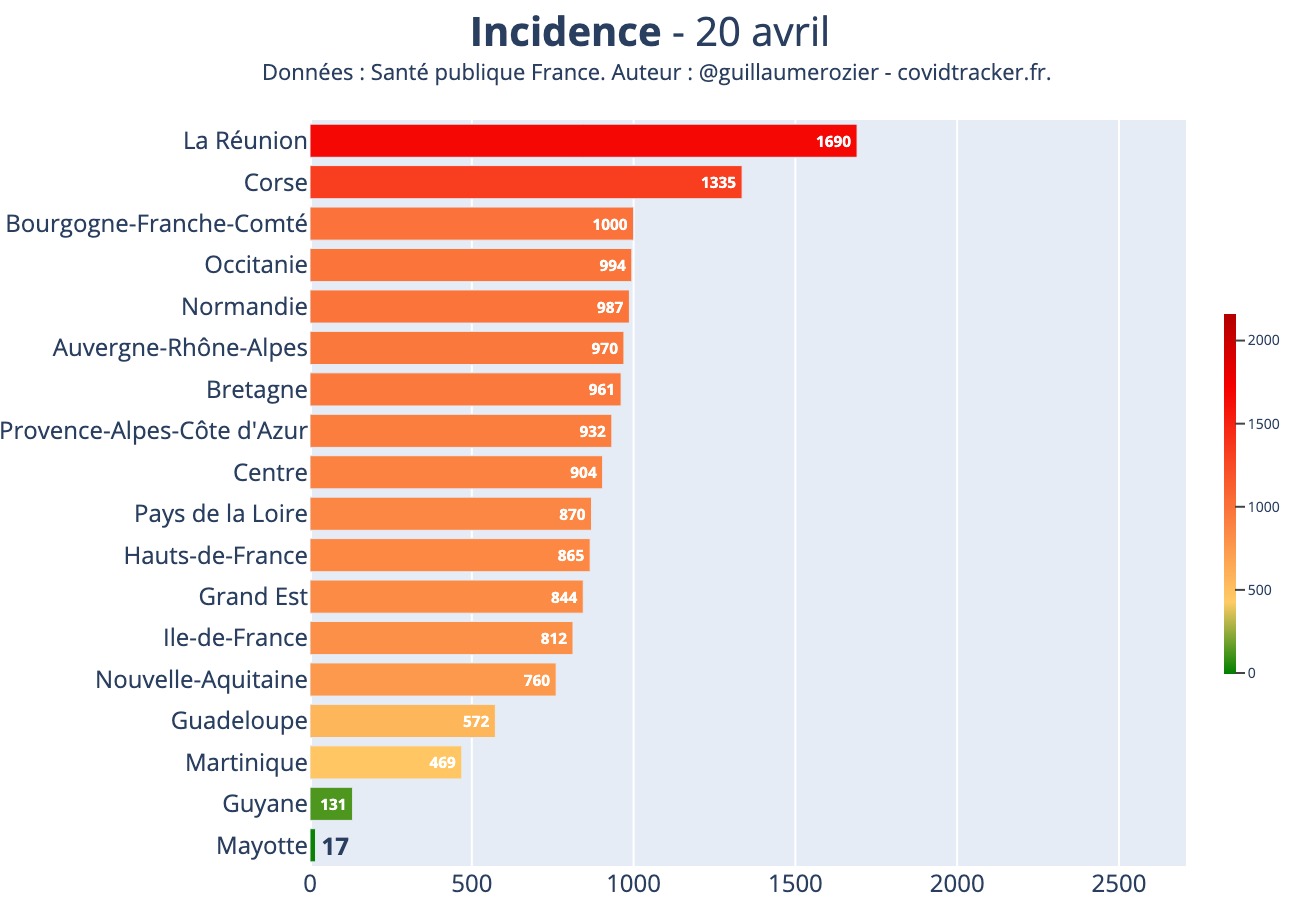 Incidence - 20 avril
Données : Santé publique France. Auteur : @guillaumerozier - covidtracker.fr.
La Réunion 1690
Corse 1335
Bourgogne-Franche-Comté 1000
Occitanie 994
Normandie 987
Auvergne-Rhône-Alpes 970
Bretagne 961
Provence-Alpes-Côte d'Azur 932
Centre 904
Pays de la Loire 870
Hauts-de-France 865
Grand Est 844
Ile-de-France 812
Nouvelle-Aquitaine 760
Guadeloupe 572
Martinique 469
Guyane 131
Mayotte 17
0 500 1000 1500 2000 2500
2000
1500
1000
500
0